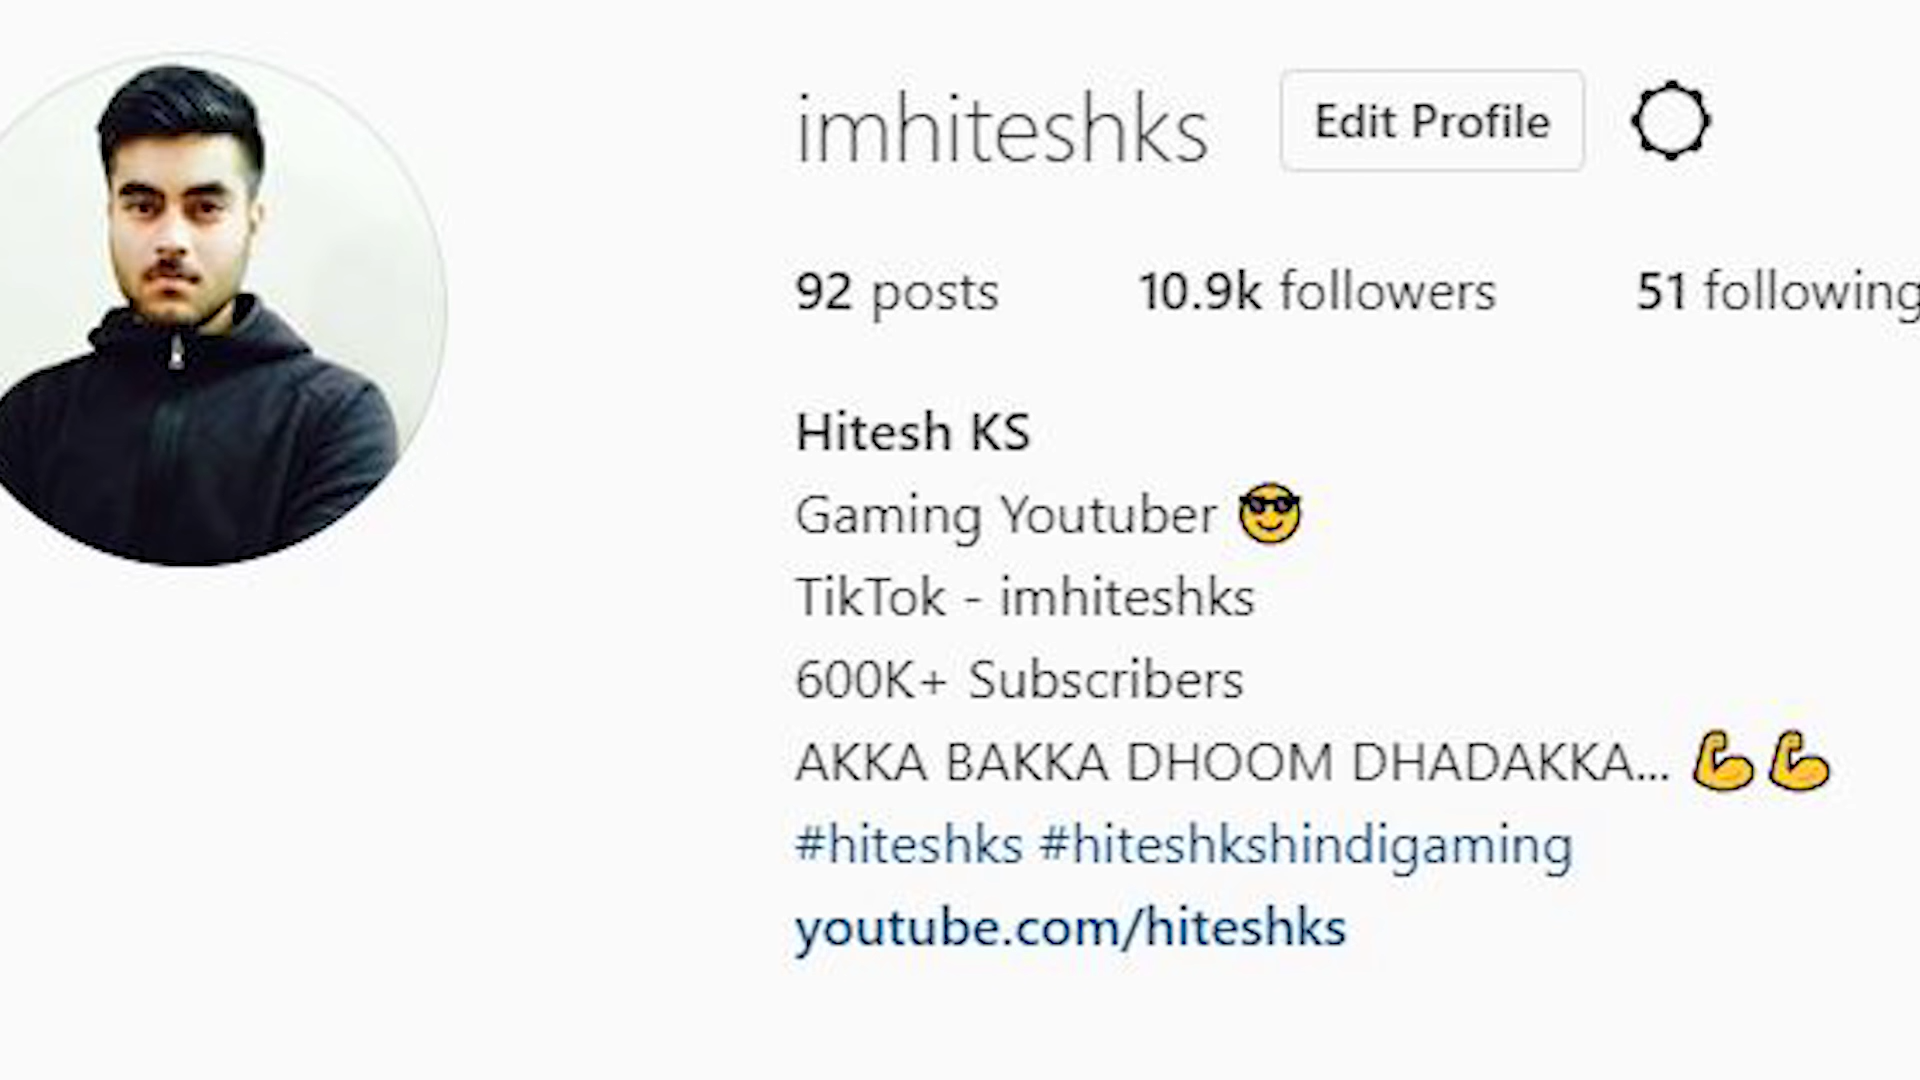 imhiteshks Edit Profile
92 posts 10.9k followers 51 following
Hitesh KS
Gaming Youtuber 😎
TikTok - imhiteshks
600K+ Subscribers
AKKA BAKKA DHOOM DHADAKKA... 💪💪
#hiteshks #hiteshkshindigaming
youtube.com/hiteshks